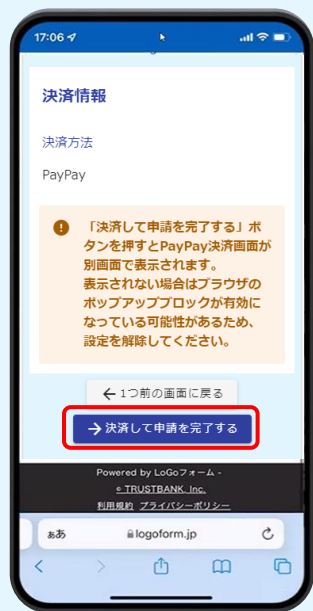 17:06
決済情報
決済方法
PayPay
「決済して申請を完了する」ボ
タンを押すとPayPay決済画面が
別画面で表示されます。
表示されない場合はブラウザの
ポップアップブロックが有効に
なっている可能性があるため、
設定を解除してください。
←1つ前の画面に戻る
→決済して申請を完了する
Powered by LoGoフォーム -
© TRUSTBANK, Inc.
利用規約 プライバシーポリシー
ああ logoform.jp